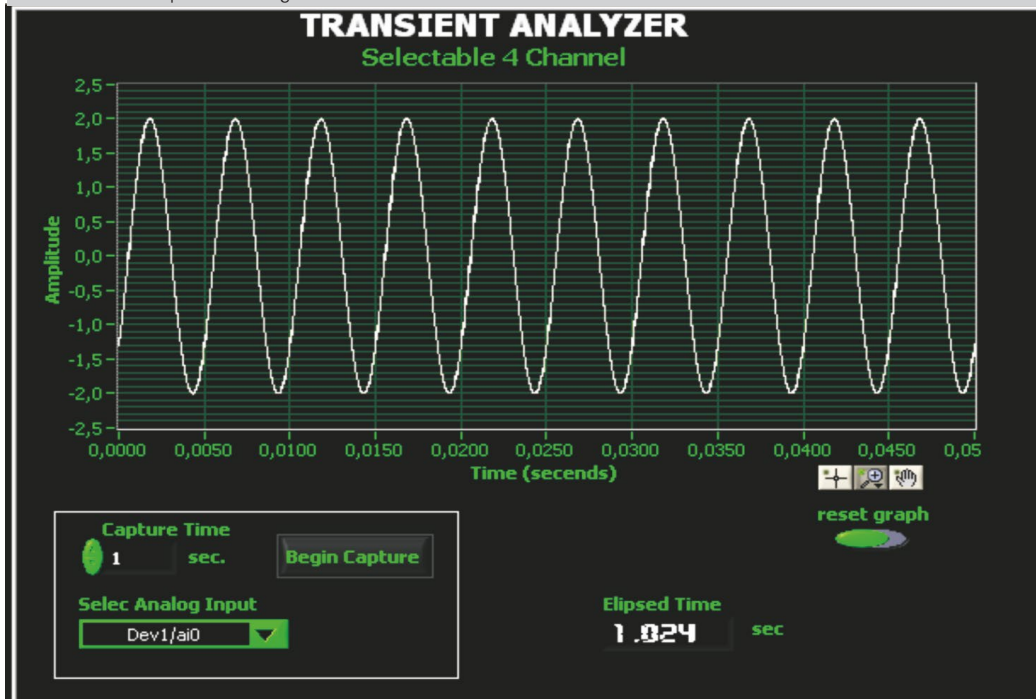 TRANSIENT ANALYZER
Selectable 4 Channel
2,5
2,0
1,5
1,0
0,5
0,0
-0,5
-1,0
-1,5
-2,0
-2,5
Amplitude
0,0000 0,0050 0,0100 0,0150 0,0200 0,0250 0,0300 0,0350 0,0400 0,0450 0,05
Time (secends)
reset graph
Capture Time
1 sec.
Begin Capture
Selec Analog Input
Dev1/ai0
Elipsed Time
1.024 sec